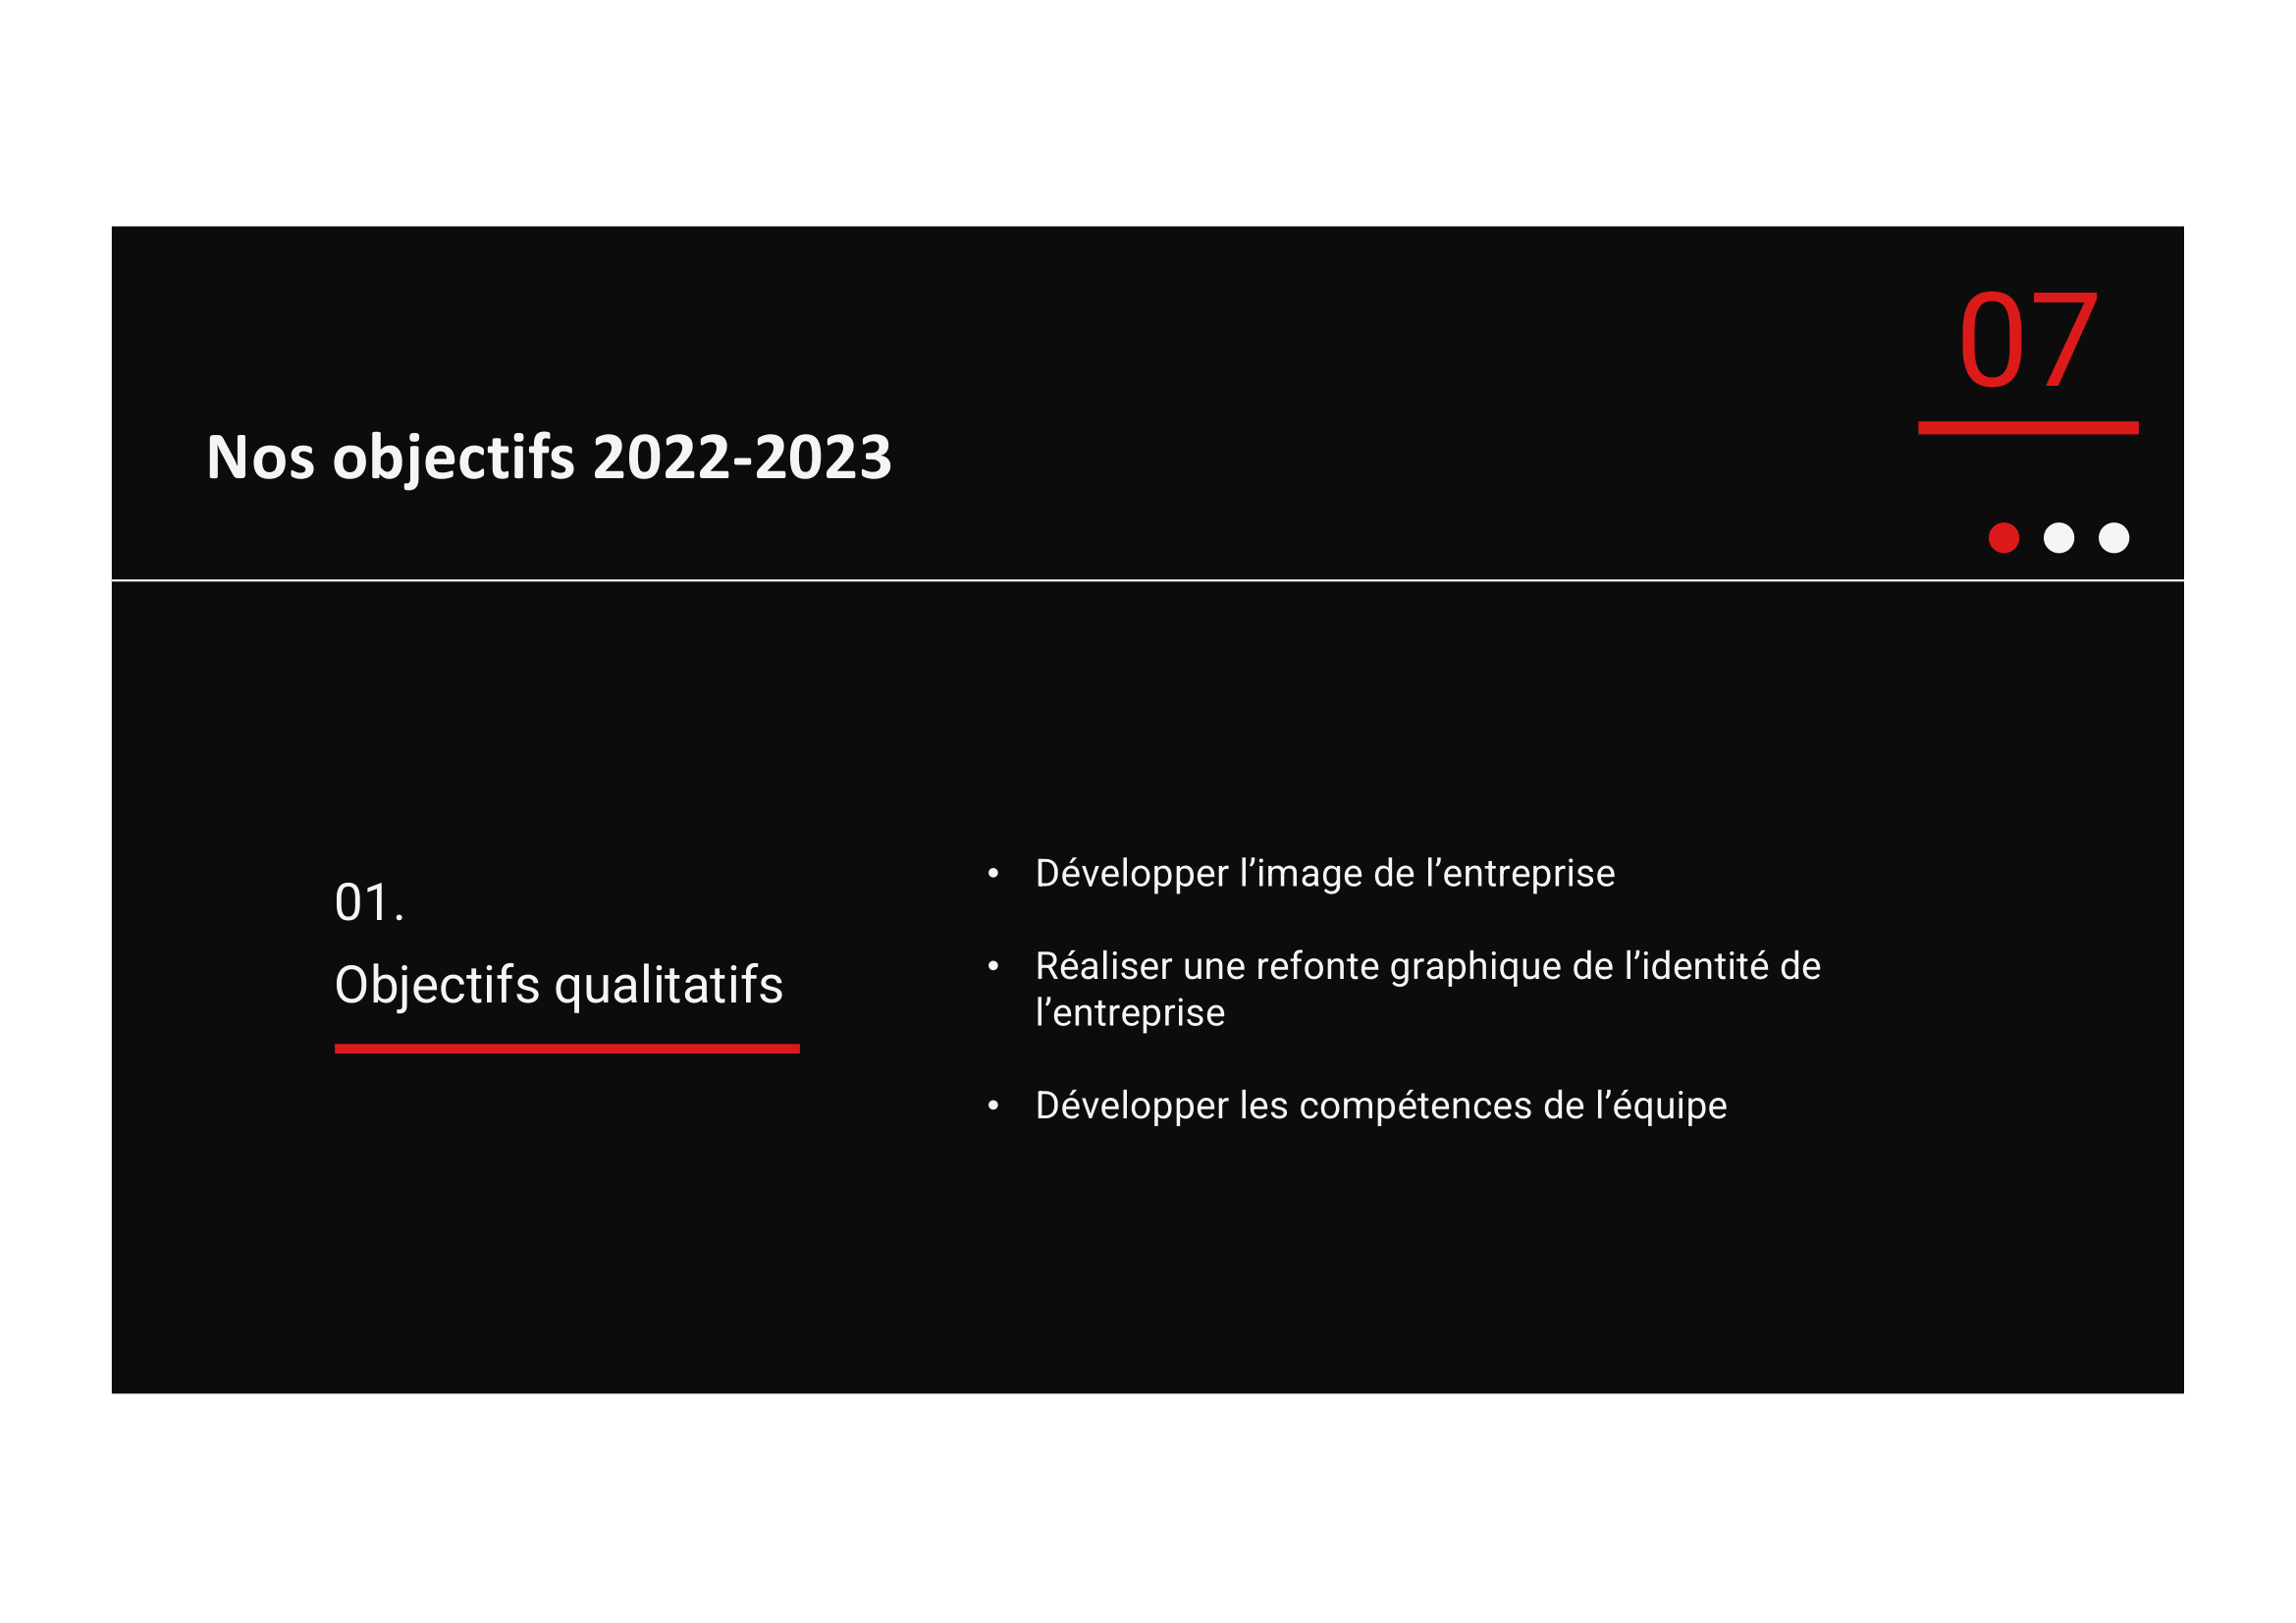 07
Nos objectifs 2022-2023
01.
Objectifs qualitatifs
• Développer l’image de l’entreprise
• Réaliser une refonte graphique de l’identité de
l’entreprise
• Développer les compétences de l’équipe